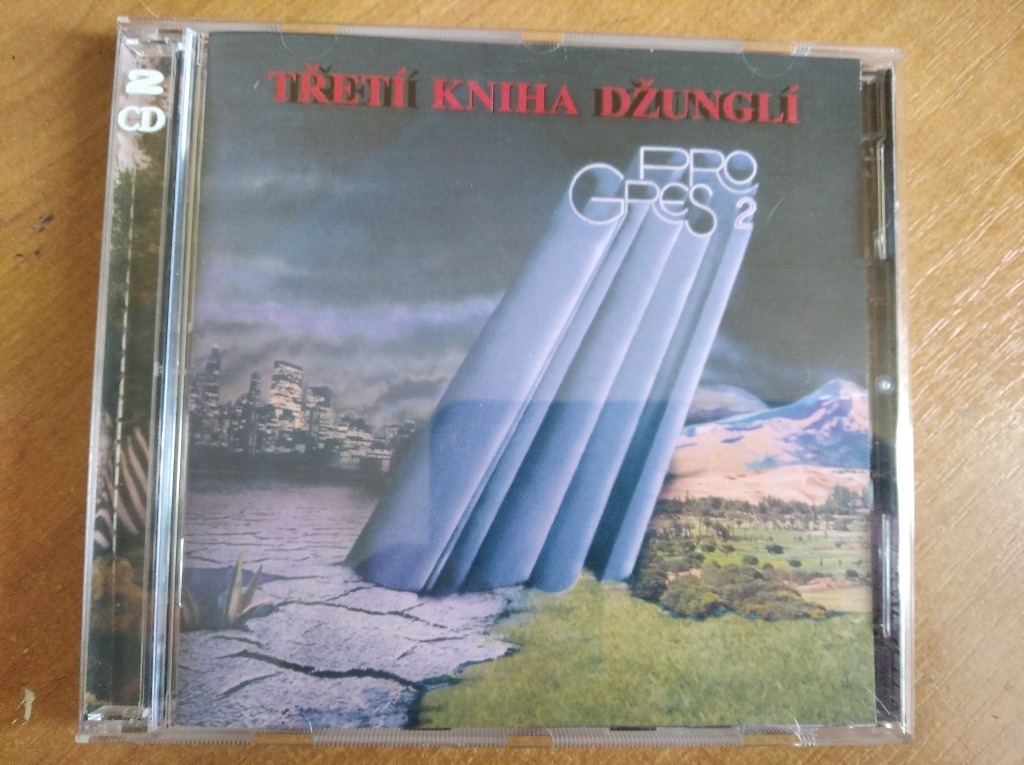 2
CD
TŘETÍ KNIHA DŽUNGLÍ
PRO
GRES 2